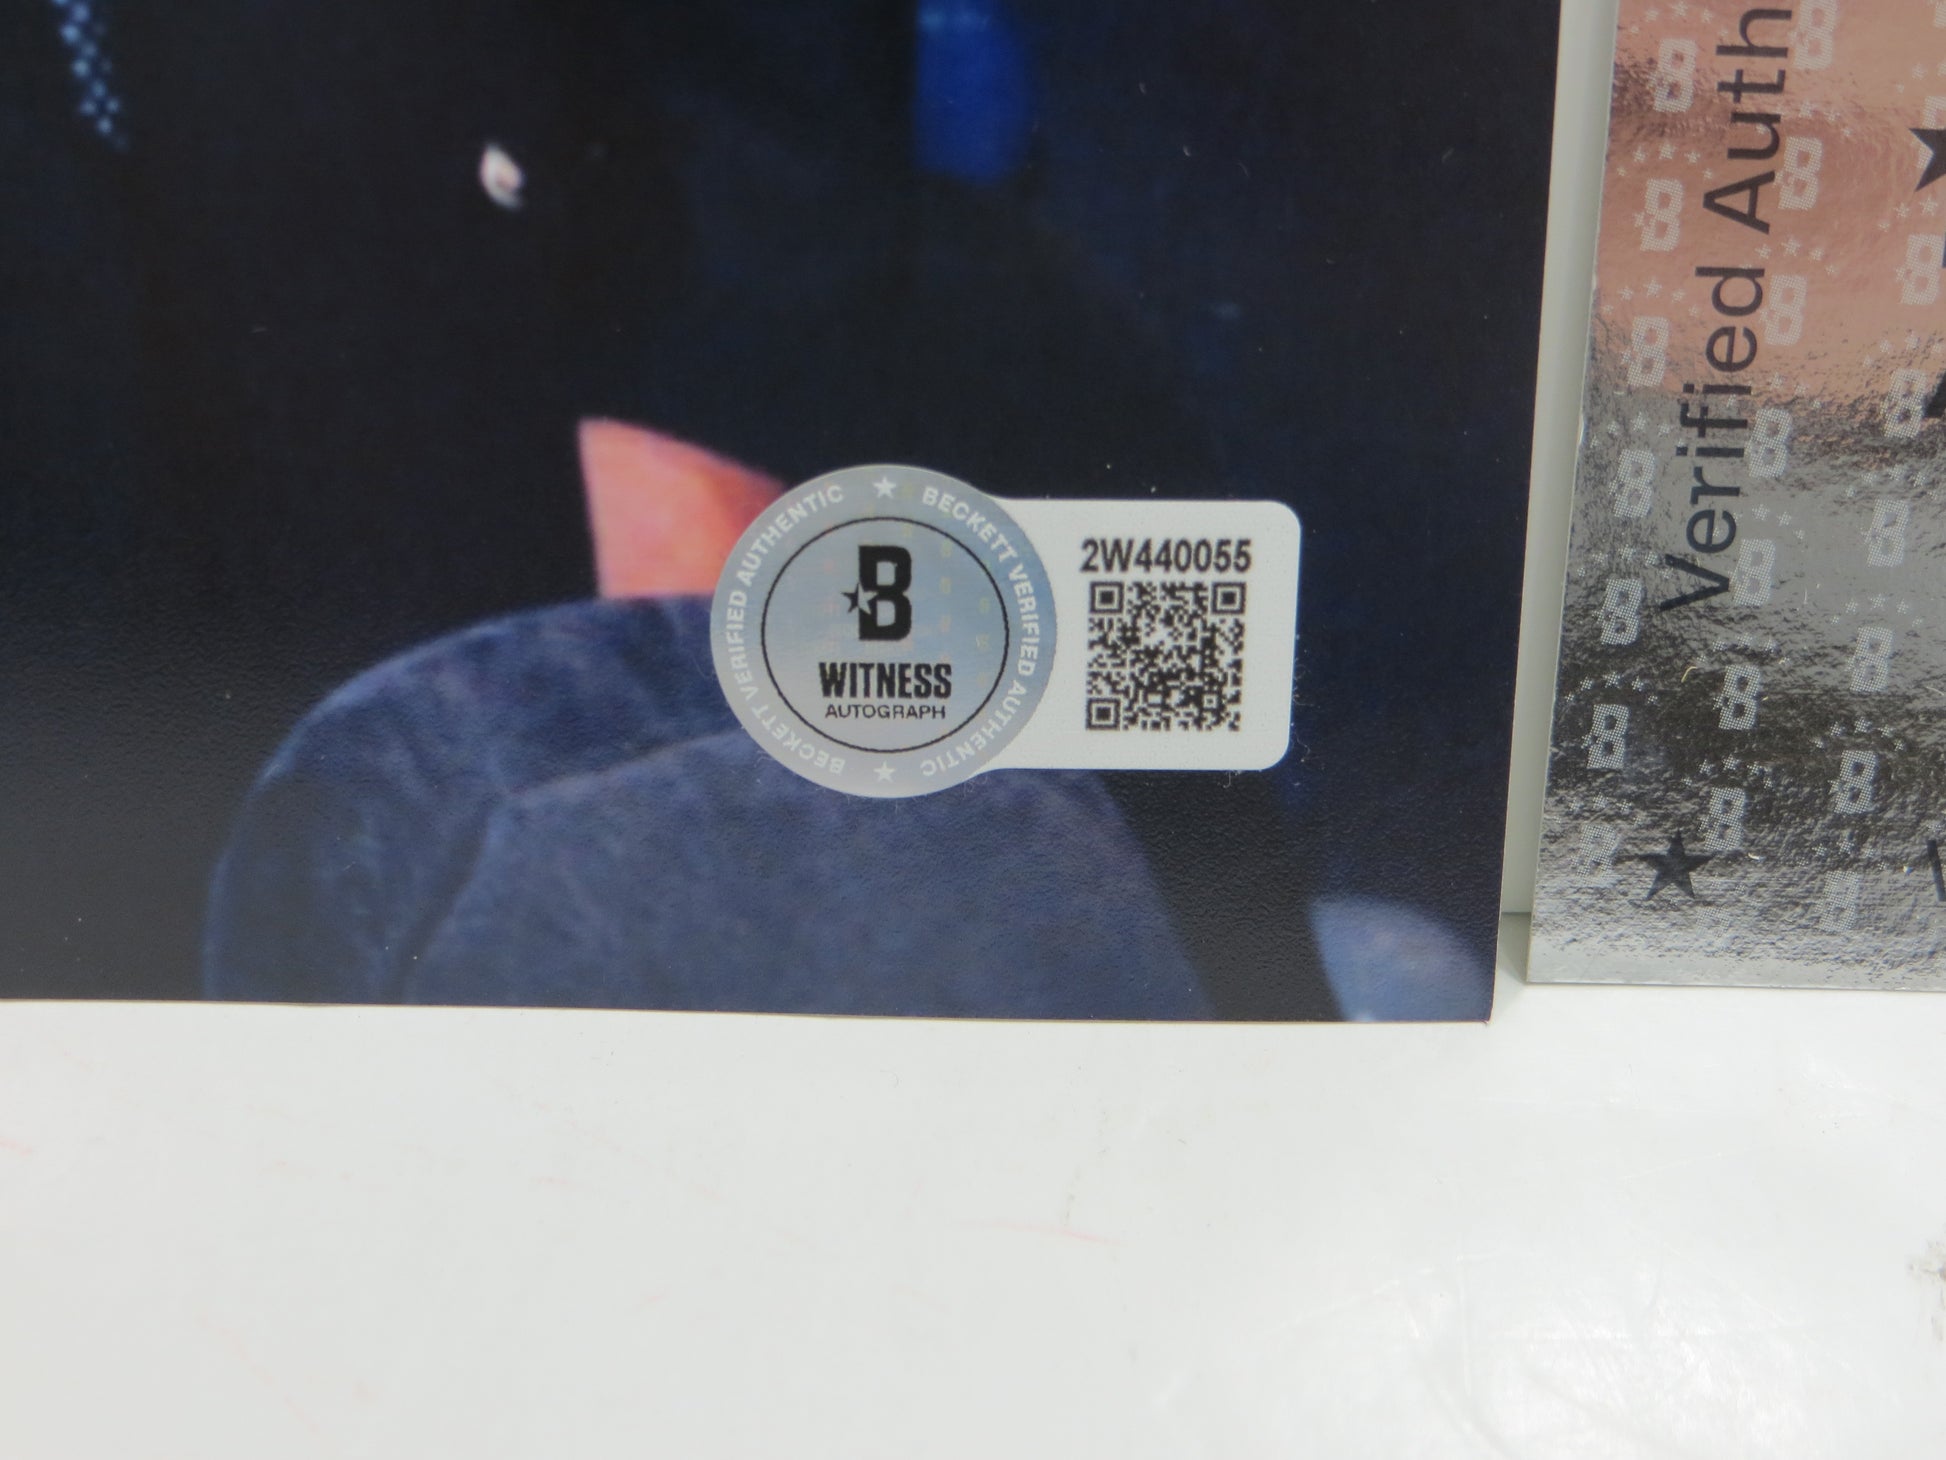 BECKETT VERIFIED AUTHENTIC ★ BECKETT VERIFIED AUTHENTIC ★
B
WITNESS
AUTOGRAPH
2W440055
Verified Auth